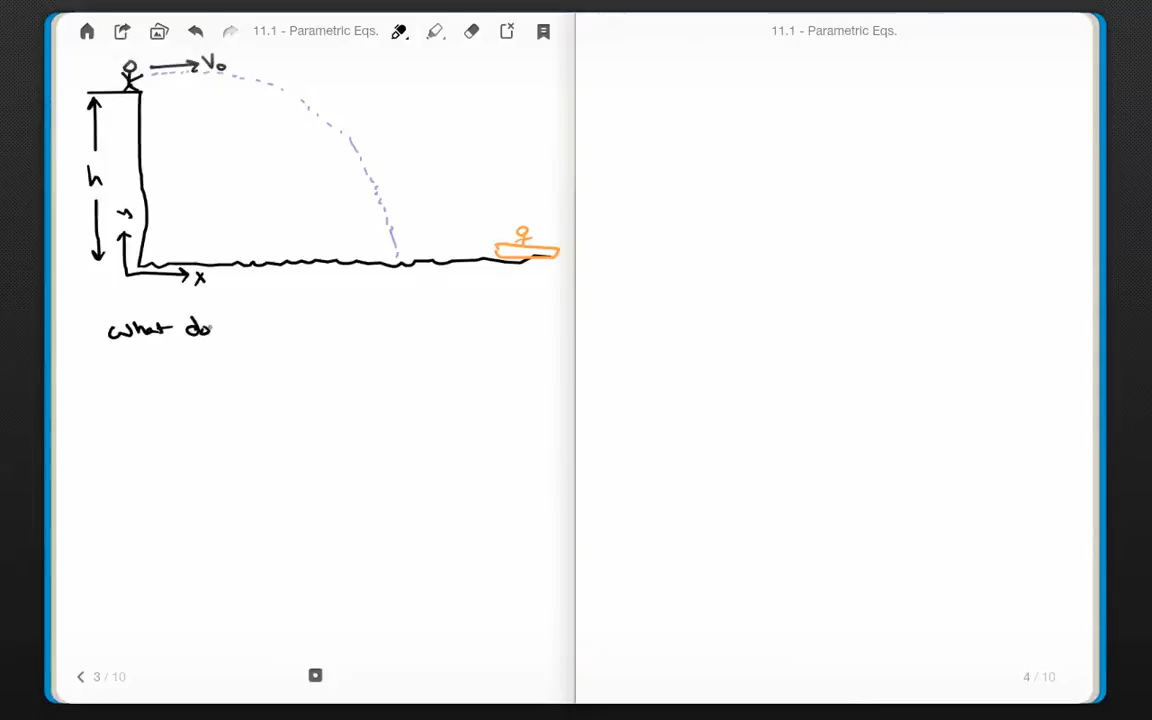 11.1 - Parametric Eqs.
11.1 - Parametric Eqs.
V₀
h
y
x
what do
3 / 10
4 / 10